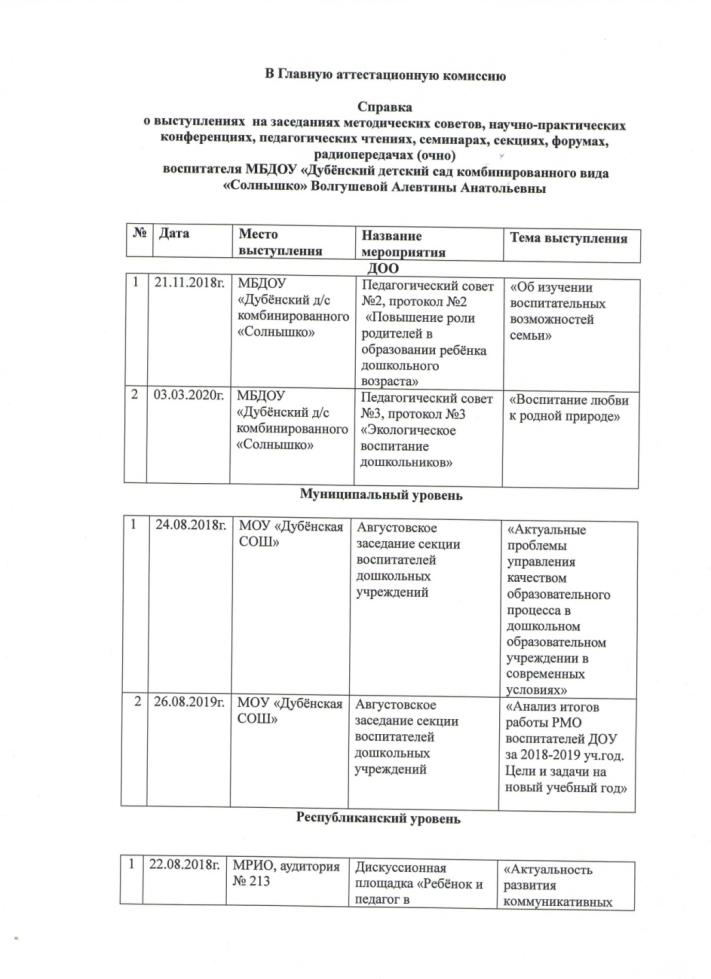 В Главную аттестационную комиссию
Справка
о выступлениях на заседаниях методических советов, научно-практических
конференциях, педагогических чтениях, семинарах, секциях, форумах,
радиопередачах (очно)
воспитателя МБДОУ «Дубёнский детский сад комбинированного вида
«Солнышко» Волгушевой Алевтины Анатольевны
№ Дата Место выступления Название мероприятия Тема выступления
ДОО
1 21.11.2018г. МБДОУ
«Дубёнский д/с
комбинированного
«Солнышко»
Педагогический совет
№2, протокол №2
«Повышение роли
родителей в
образовании ребёнка
дошкольного
возраста»
«Об изучении
воспитательных
возможностей
семьи»
2 03.03.2020г. МБДОУ
«Дубёнский д/с
комбинированного
«Солнышко»
Педагогический совет
№3, протокол №3
«Экологическое
воспитание
дошкольников»
«Воспитание любви
к родной природе»
Муниципальный уровень
1 24.08.2018г. МОУ «Дубёнская
СОШ»
Августовское
заседание секции
воспитателей
дошкольных
учреждений
«Актуальные
проблемы
управления
качеством
образовательного
процесса в
дошкольном
образовательном
учреждении в
современных
условиях»
2 26.08.2019г. МОУ «Дубёнская
СОШ»
Августовское
заседание секции
воспитателей
дошкольных
учреждений
«Анализ итогов
работы РМО
воспитателей ДОУ
за 2018-2019 уч.год.
Цели и задачи на
новый учебный год»
Республиканский уровень
1 22.08.2018г. МРИО, аудитория
№ 213
Дискуссионная
площадка «Ребёнок и
педагог в
«Актуальность
развития
коммуникативных